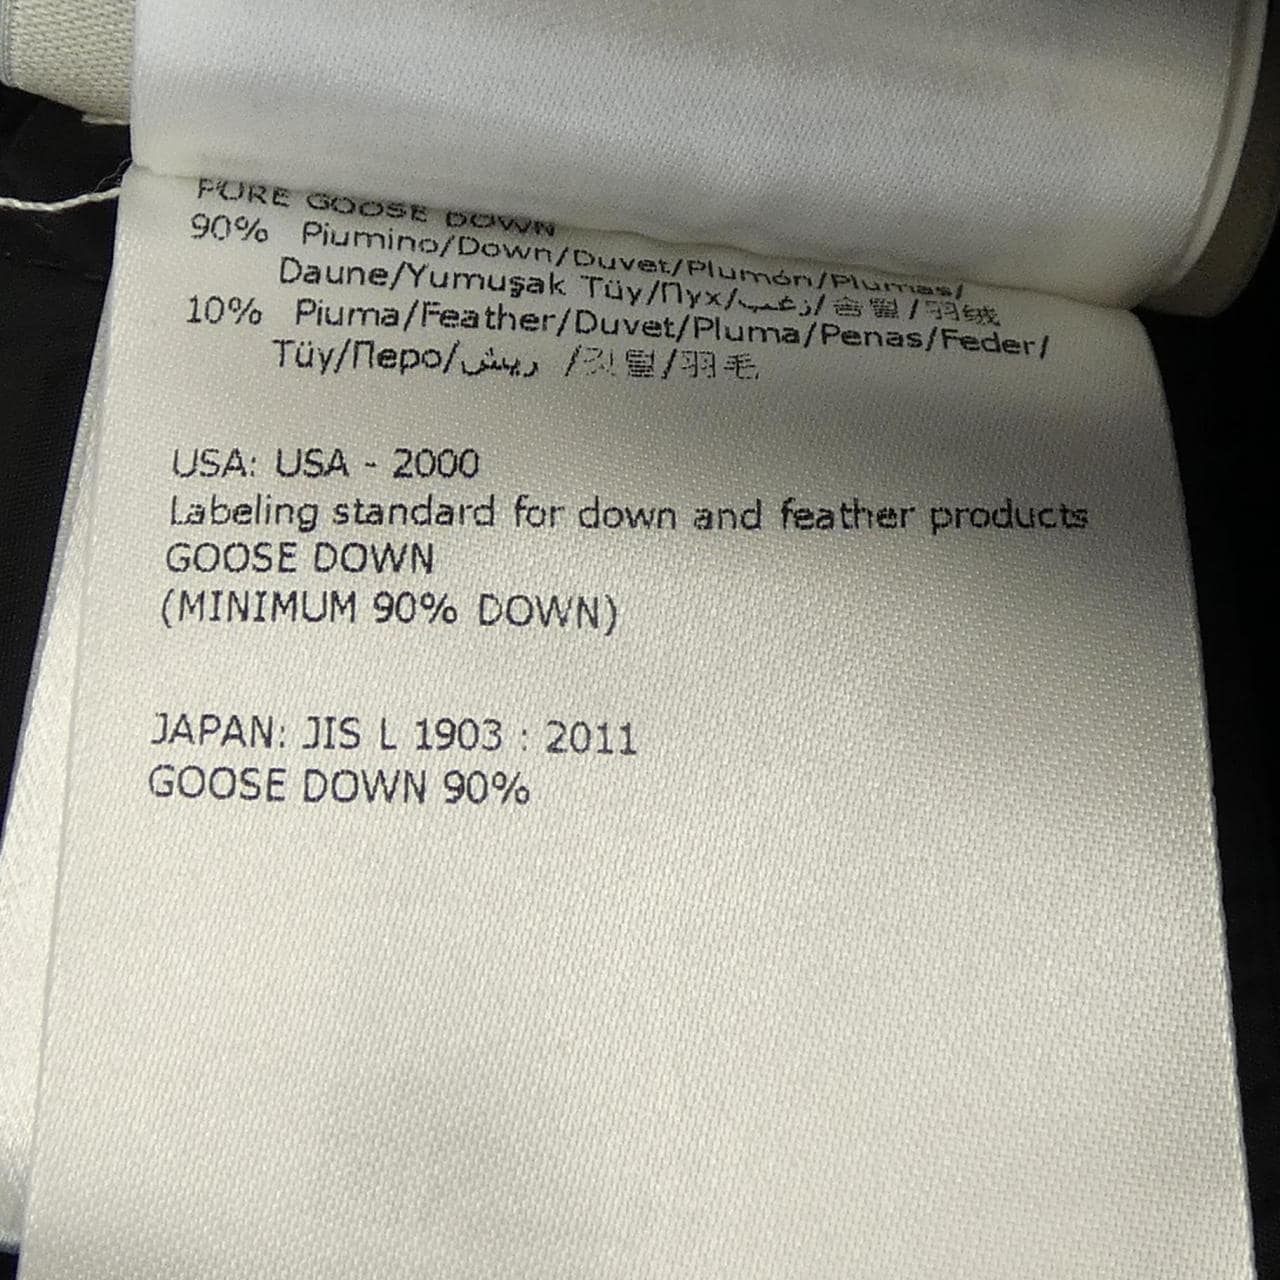 PURE GOOSE DOWN
90% Piumino/Down/Duvet/Plumón/Plumas/
Daune/Yumuşak Tüy/Пух/زغب/솜털/羽绒
10% Piuma/Feather/Duvet/Pluma/Penas/Feder/
Tüy/Перо/ريش /깃털/羽毛
USA: USA - 2000
Labeling standard for down and feather products
GOOSE DOWN
(MINIMUM 90% DOWN)
JAPAN: JIS L 1903 : 2011
GOOSE DOWN 90%